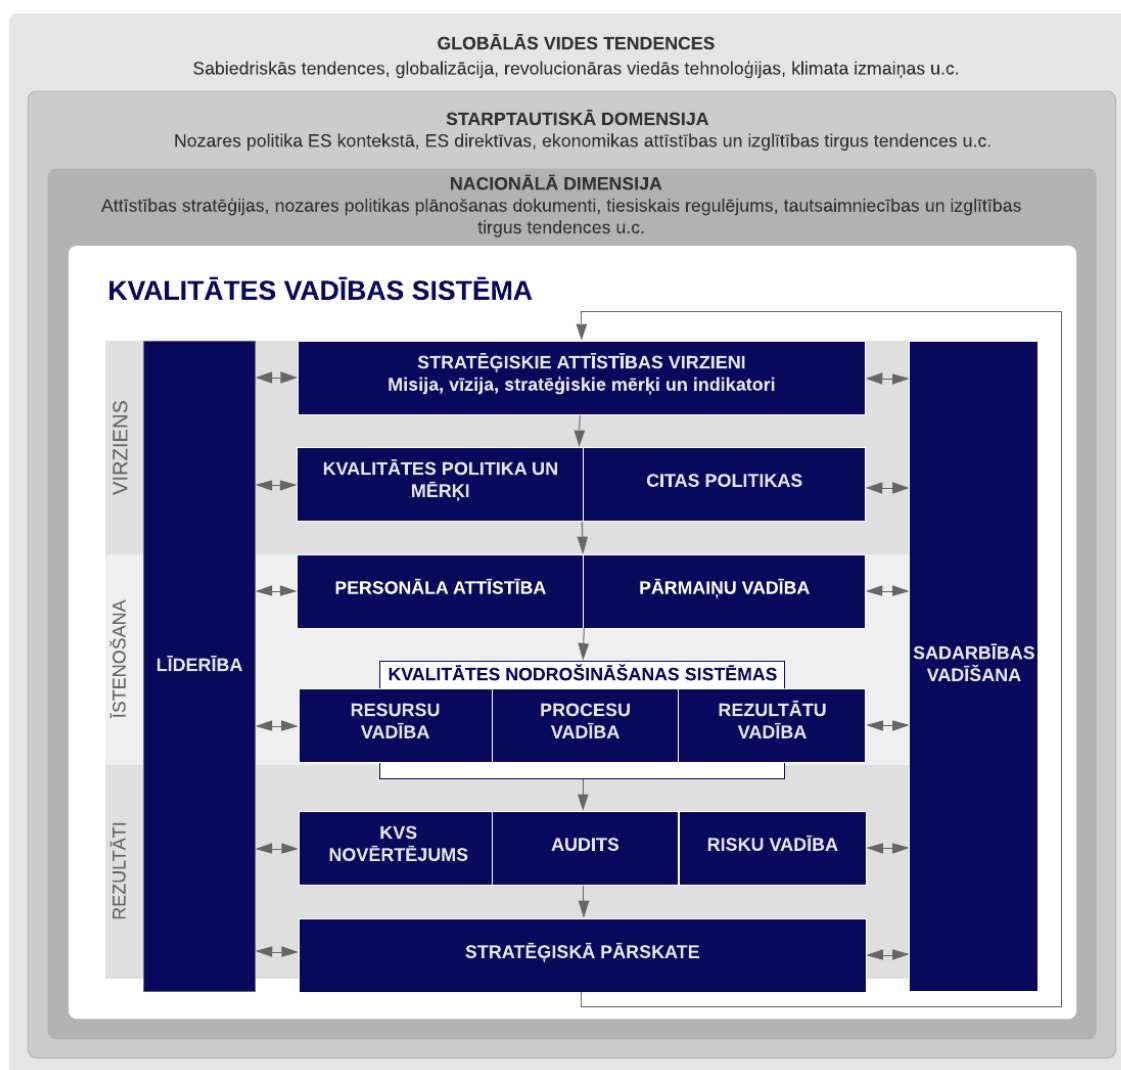 GLOBĀLĀS VIDES TENDENCES
Sabiedriskās tendences, globalizācija, revolucionāras viedās tehnoloģijas, klimata izmaiņas u.c.
STARPTAUTISKĀ DOMENSIJA
Nozares politika ES kontekstā, ES direktīvas, ekonomikas attīstības un izglītības tirgus tendences u.c.
NACIONĀLĀ DIMENSIJA
Attīstības stratēģijas, nozares politikas plānošanas dokumenti, tiesiskais regulējums, tautsaimniecības un izglītības
tirgus tendences u.c.
KVALITĀTES VADĪBAS SISTĒMA
VIRZIENS
STRATĒĢISKIE ATTĪSTĪBAS VIRZIENI
Misija, vīzija, stratēģiskie mērķi un indikatori
KVALITĀTES POLITIKA UN
MĒRĶI
CITAS POLITIKAS
ĪSTENOŠANA
LĪDERĪBA
PERSONĀLA ATTĪSTĪBA
PĀRMAIŅU VADĪBA
SADARBĪBAS
VADĪŠANA
KVALITĀTES NODROŠINĀŠANAS SISTĒMAS
RESURSU
VADĪBA
PROCESU
VADĪBA
REZULTĀTU
VADĪBA
REZULTĀTI
KVS
NOVĒRTĒJUMS
AUDITS
RISKU VADĪBA
STRATĒĢISKĀ PĀRSKATE